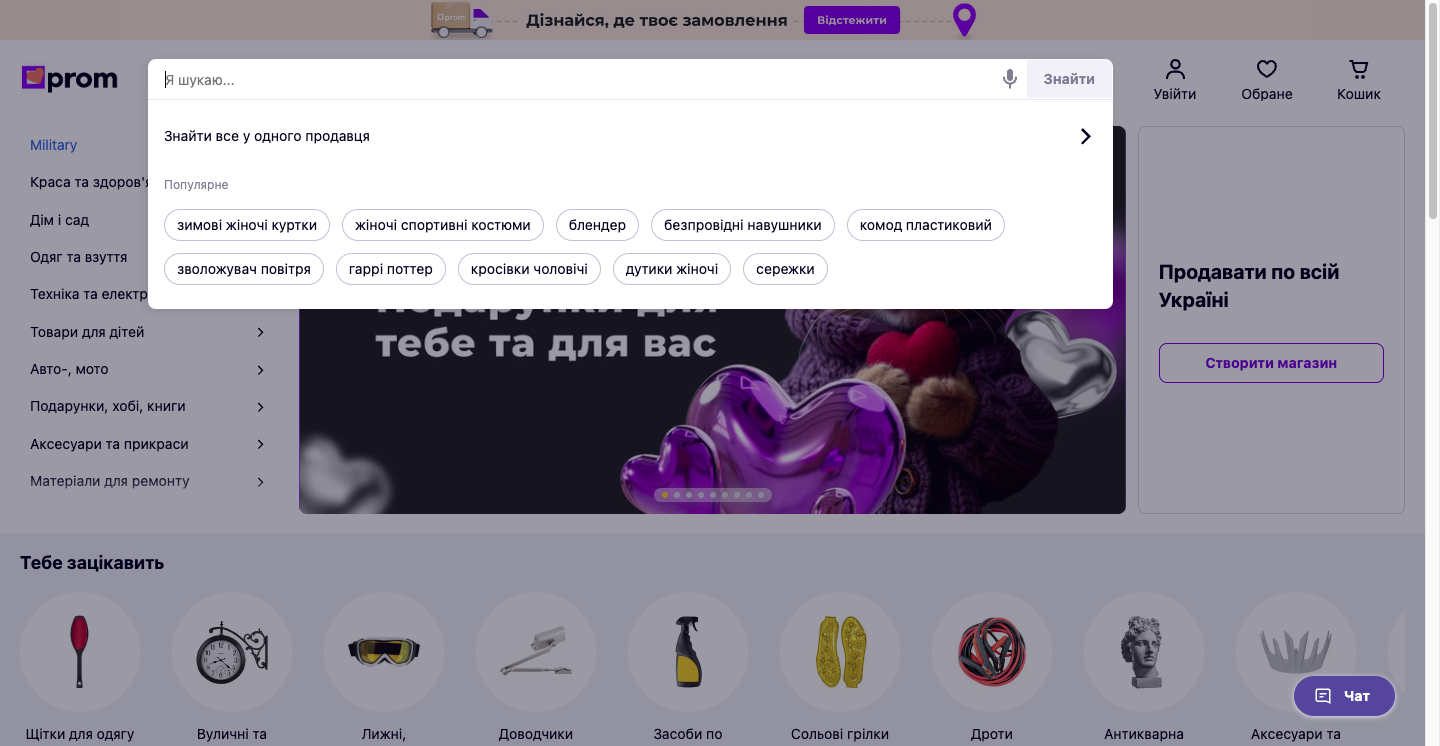 prom
Дізнайся, де твоє замовлення
Відстежити
prom
Я шукаю...
Знайти
Увійти
Обране
Кошик
Знайти все у одного продавця
Популярне
зимові жіночі куртки
жіночі спортивні костюми
блендер
безпровідні навушники
комод пластиковий
зволожувач повітря
гаррі поттер
кросівки чоловічі
дутики жіночі
сережки
Military
Краса та здоров'я
Дім і сад
Одяг та взуття
Техніка та електр
Товари для дітей
Авто-, мото
Подарунки, хобі, книги
Аксесуари та прикраси
Матеріали для ремонту
Подарунки для
тебе та для вас
Продавати по всій
Україні
Створити магазин
Тебе зацікавить
Щітки для одягу
Вуличні та
Лижні,
Доводчики
Засоби по
Сольові грілки
Дроти
Антикварна
Аксесуари та
Чат